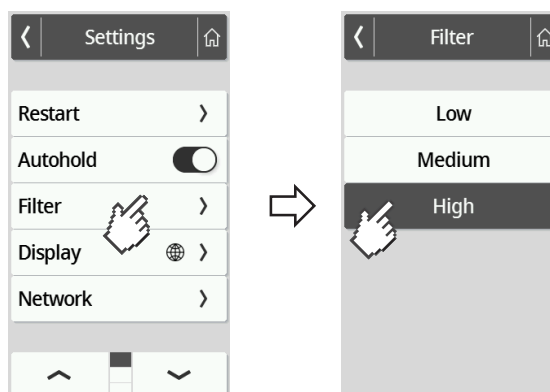 Settings
Restart
Autohold
Filter
Display
Network
Filter
Low
Medium
High